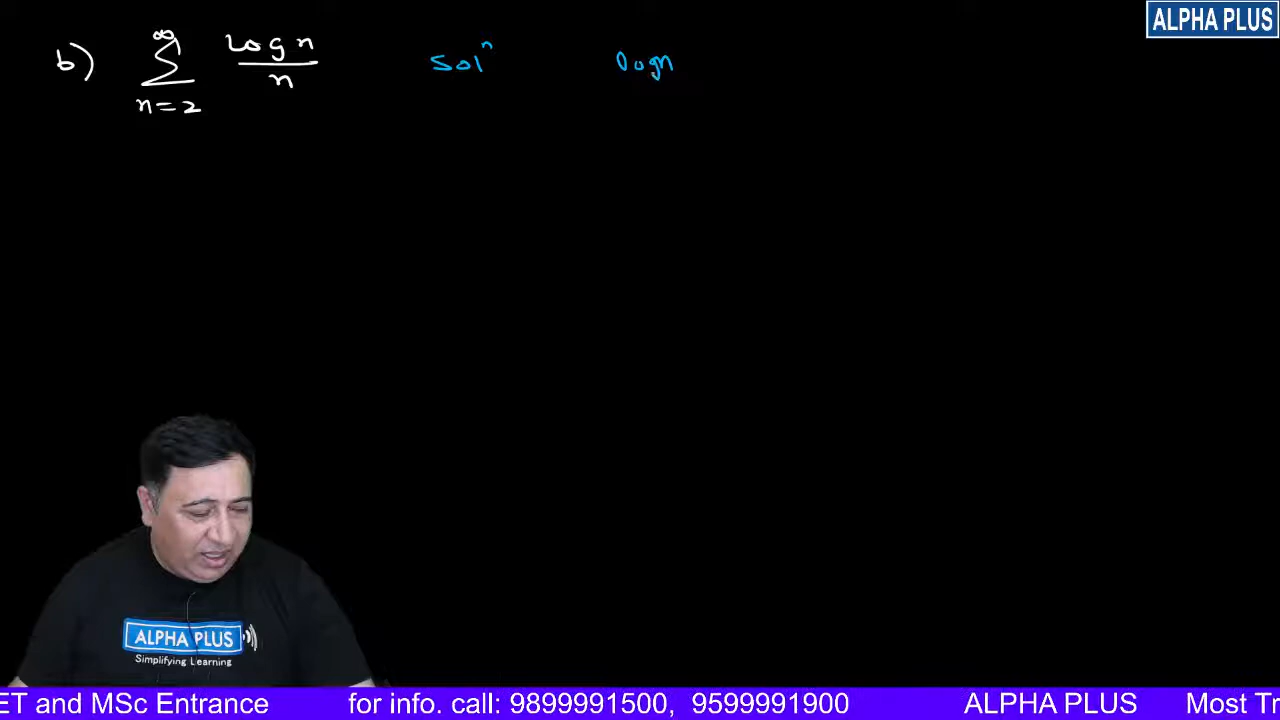 ALPHA PLUS
b) ∞ Σ n=2 log n / n   solⁿ   logn
ALPHA PLUS
Simplifying Learning
ET and MSc Entrance for info. call: 9899991500, 9599991900 ALPHA PLUS Most Tr